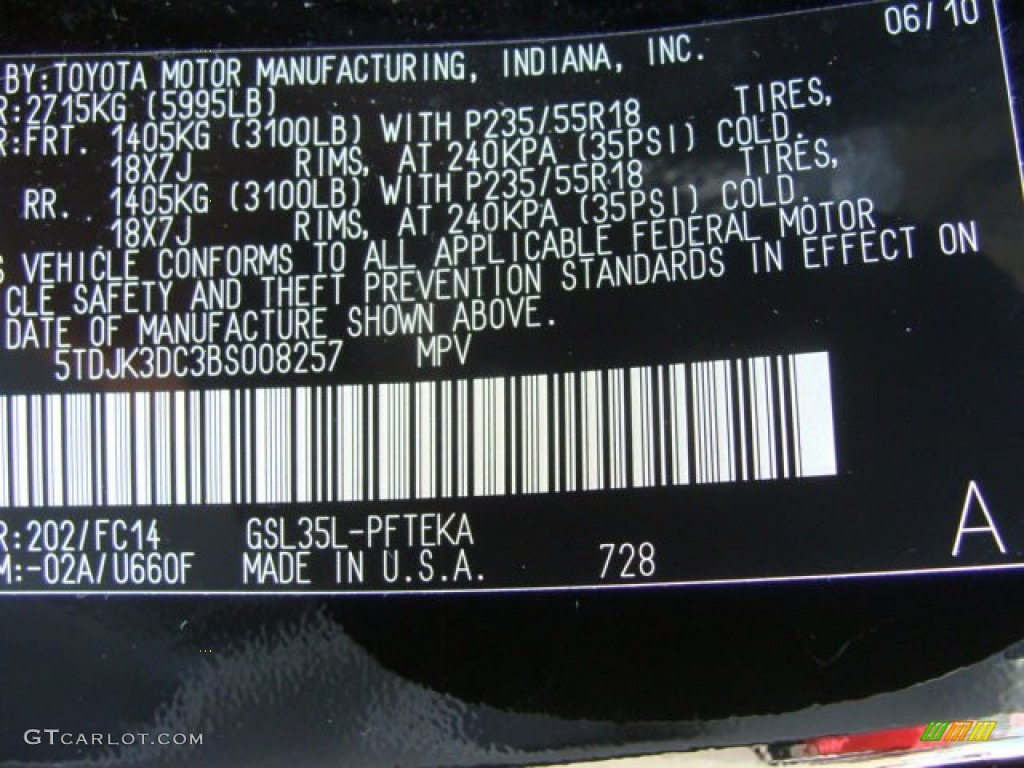 06/10
BY:TOYOTA MOTOR MANUFACTURING, INDIANA, INC.
R:2715KG (5995LB)
R:FRT. 1405KG (3100LB) WITH P235/55R18 TIRES,
18X7J RIMS, AT 240KPA (35PSI) COLD.
RR. 1405KG (3100LB) WITH P235/55R18 TIRES,
18X7J RIMS, AT 240KPA (35PSI) COLD.
S VEHICLE CONFORMS TO ALL APPLICABLE FEDERAL MOTOR
CLE SAFETY AND THEFT PREVENTION STANDARDS IN EFFECT ON
DATE OF MANUFACTURE SHOWN ABOVE.
5TDJK3DC3BS008257 MPV
R:202/FC14 GSL35L-PFTEKA
M:-02A/U660F MADE IN U.S.A. 728
A
GTCARLOT.COM